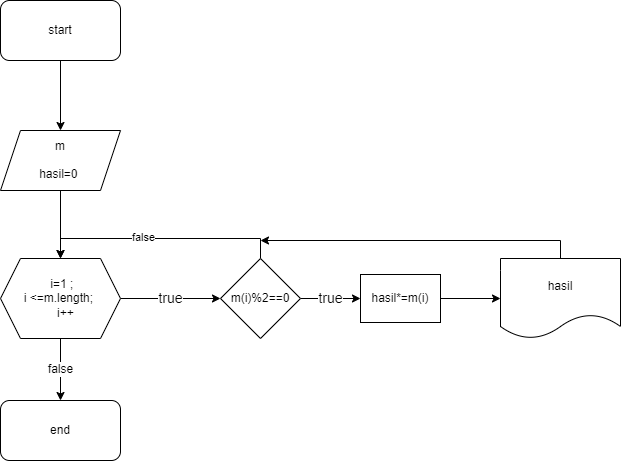 start
m
hasil=0
false
i=1 ;
i <=m.length;
i++
true
m(i)%2==0
true
hasil*=m(i)
hasil
false
end